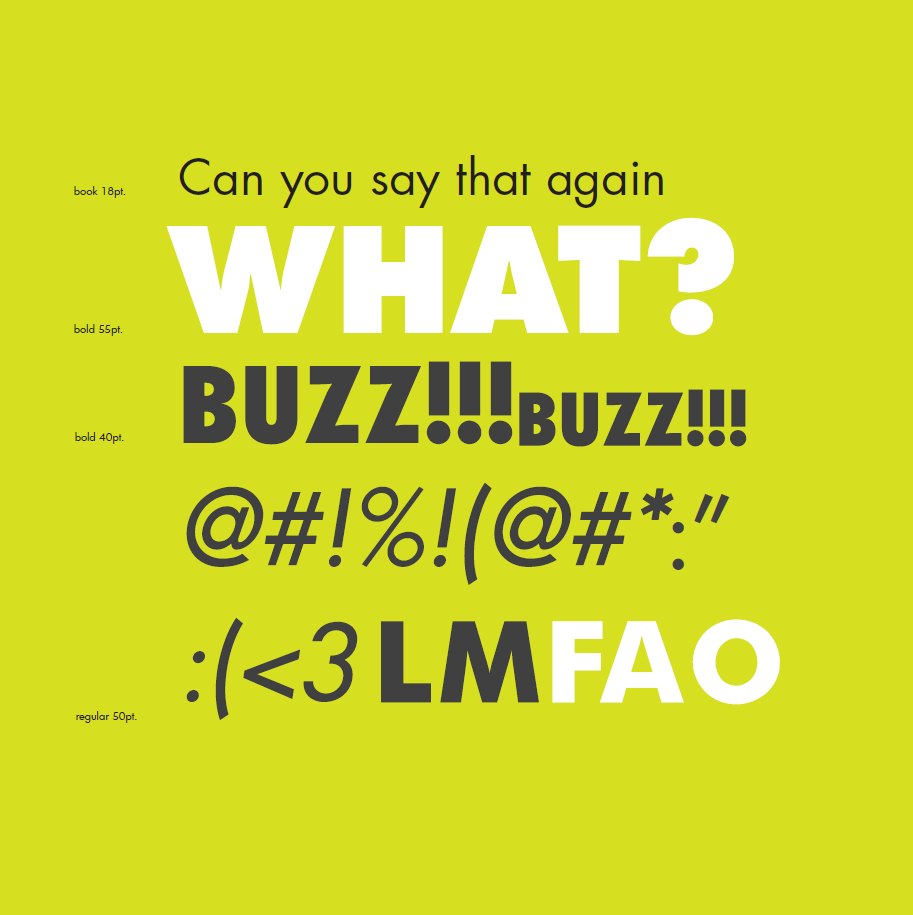 book 18pt. Can you say that again
bold 55pt. WHAT?
bold 40pt. BUZZ!!! BUZZ!!!
@#!%!(@#*:"
regular 50pt. :(<3 LMFAO